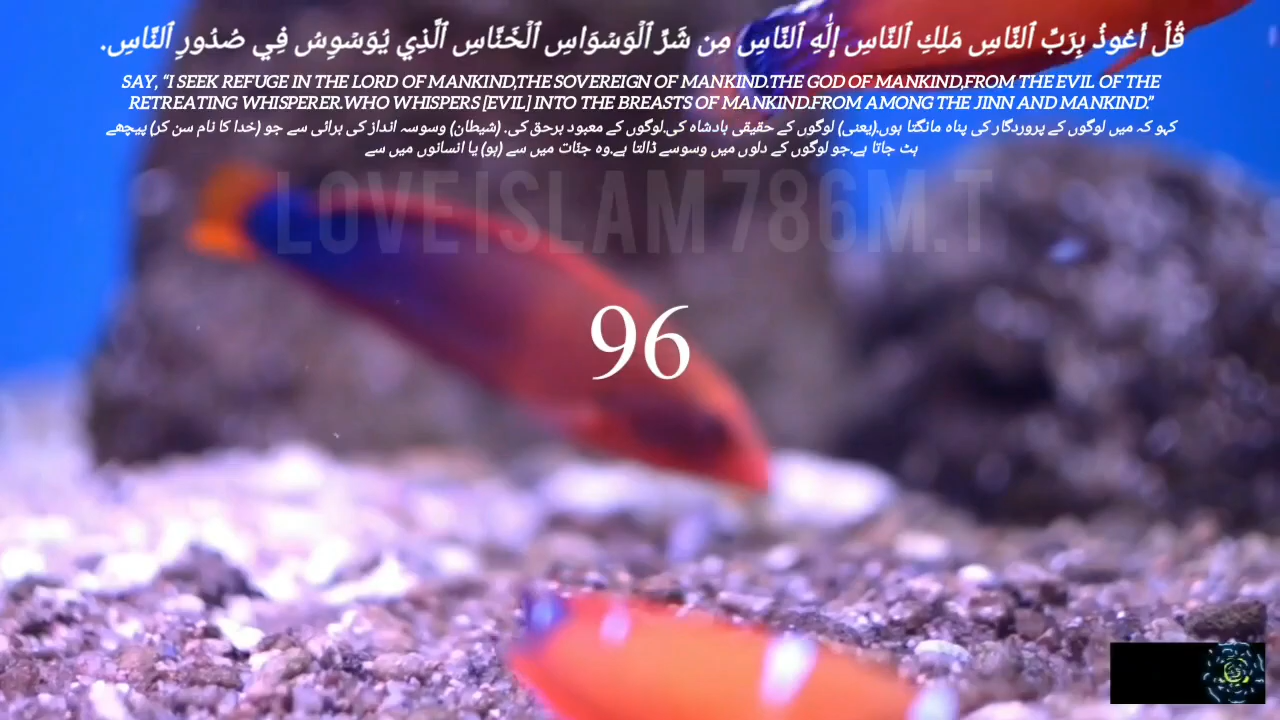 قُلْ أَعُوذُ بِرَبِّ ٱلنَّاسِ مَلِكِ ٱلنَّاسِ إِلَٰهِ ٱلنَّاسِ مِن شَرِّ ٱلْوَسْوَاسِ ٱلْخَنَّاسِ ٱلَّذِي يُوَسْوِسُ فِي صُدُورِ ٱلنَّاسِ.
SAY, “I SEEK REFUGE IN THE LORD OF MANKIND,THE SOVEREIGN OF MANKIND.THE GOD OF MANKIND,FROM THE EVIL OF THE
RETREATING WHISPERER.WHO WHISPERS [EVIL] INTO THE BREASTS OF MANKIND.FROM AMONG THE JINN AND MANKIND.”
کہو کہ میں لوگوں کے پروردگار کی پناہ مانگتا ہوں.(یعنی) لوگوں کے حقیقی بادشاہ کی.لوگوں کے معبود برحق کی. (شیطان) وسوسہ انداز کی برائی سے جو (خدا کا نام سن کر) پیچھے
ہٹ جاتا ہے.جو لوگوں کے دلوں میں وسوسے ڈالتا ہے.وہ جنّات میں سے (ہو) یا انسانوں میں سے
LOVE ISLAM 786M.T
96